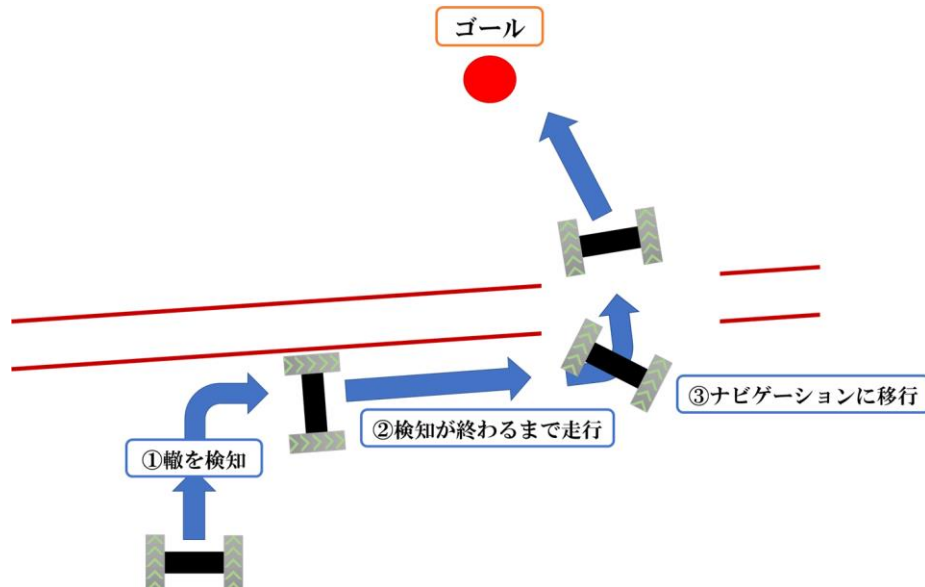 ゴール
③ナビゲーションに移行
②検知が終わるまで走行
①轍を検知